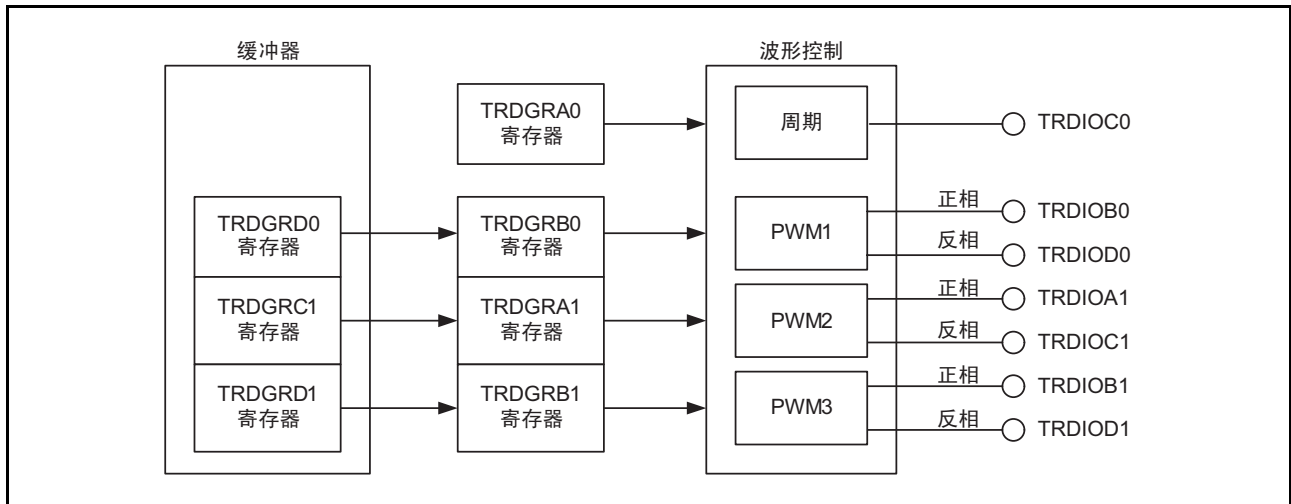 缓冲器
波形控制
TRDGRA0
寄存器
周期
TRDIOC0
TRDGRD0
寄存器
TRDGRB0
寄存器
PWM1
正相
TRDIOB0
反相
TRDIOD0
TRDGRC1
寄存器
TRDGRA1
寄存器
PWM2
正相
TRDIOA1
反相
TRDIOC1
TRDGRD1
寄存器
TRDGRB1
寄存器
PWM3
正相
TRDIOB1
反相
TRDIOD1